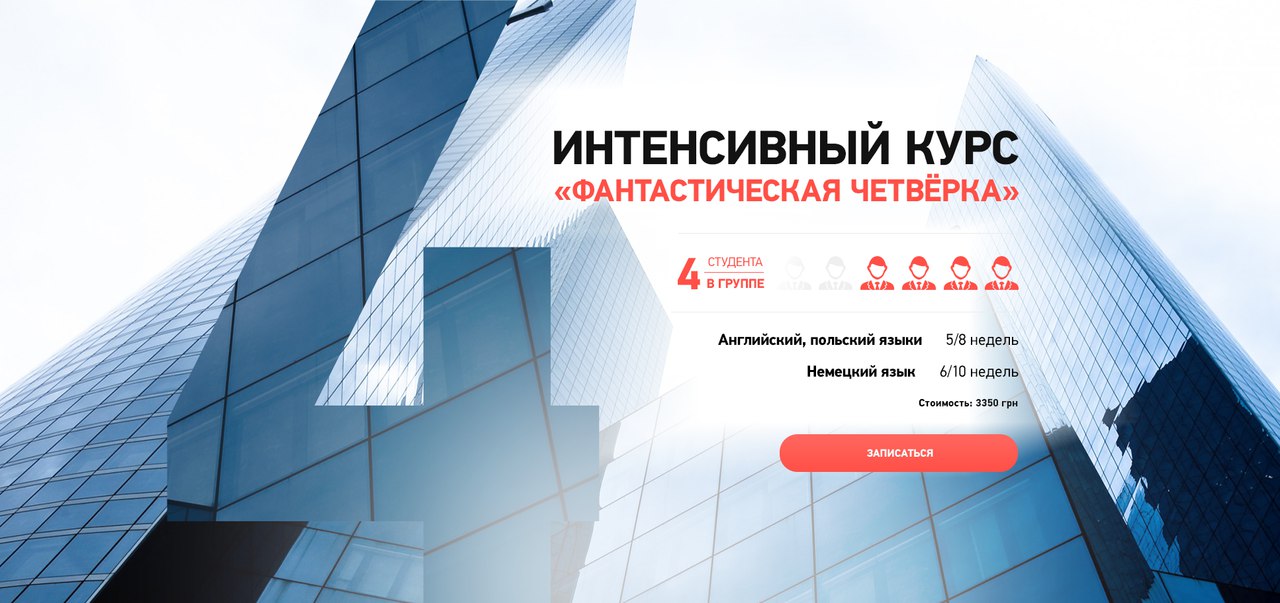 ИНТЕНСИВНЫЙ КУРС
«ФАНТАСТИЧЕСКАЯ ЧЕТВЁРКА»
4 СТУДЕНТА
В ГРУППЕ
Английский, польский языки 5/8 недель
Немецкий язык 6/10 недель
Стоимость: 3350 грн
ЗАПИСАТЬСЯ